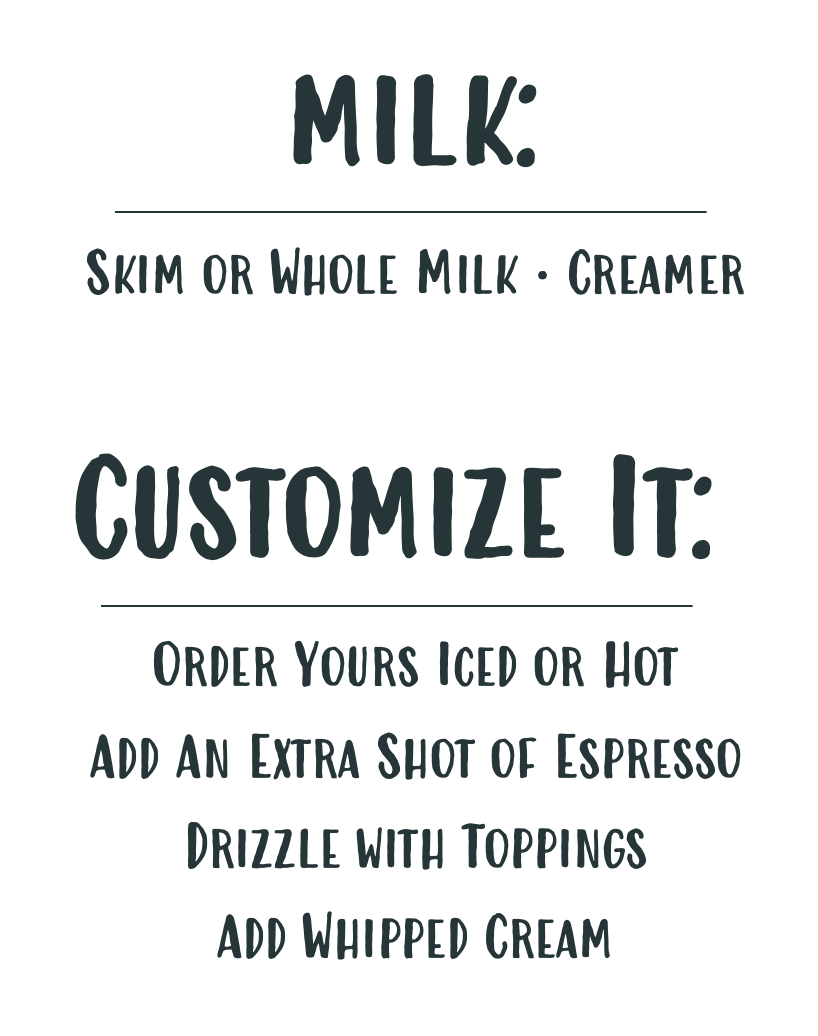 MILK:
SKIM OR WHOLE MILK · CREAMER
CUSTOMIZE IT:
ORDER YOURS ICED OR HOT
ADD AN EXTRA SHOT OF ESPRESSO
DRIZZLE WITH TOPPINGS
ADD WHIPPED CREAM